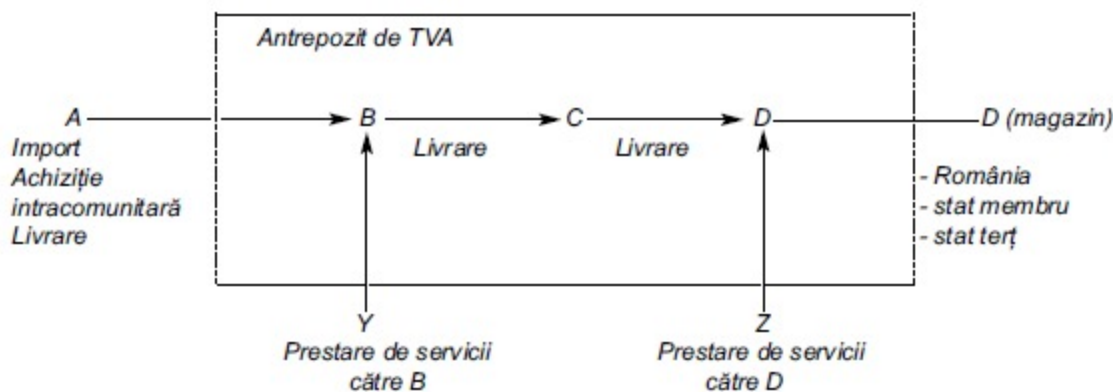 Antrepozit de TVA
A
B
C
D
D (magazin)
Import
Achiziție
intracomunitară
Livrare
Livrare
Livrare
- România
- stat membru
- stat terț
Y
Prestare de servicii
către B
Z
Prestare de servicii
către D